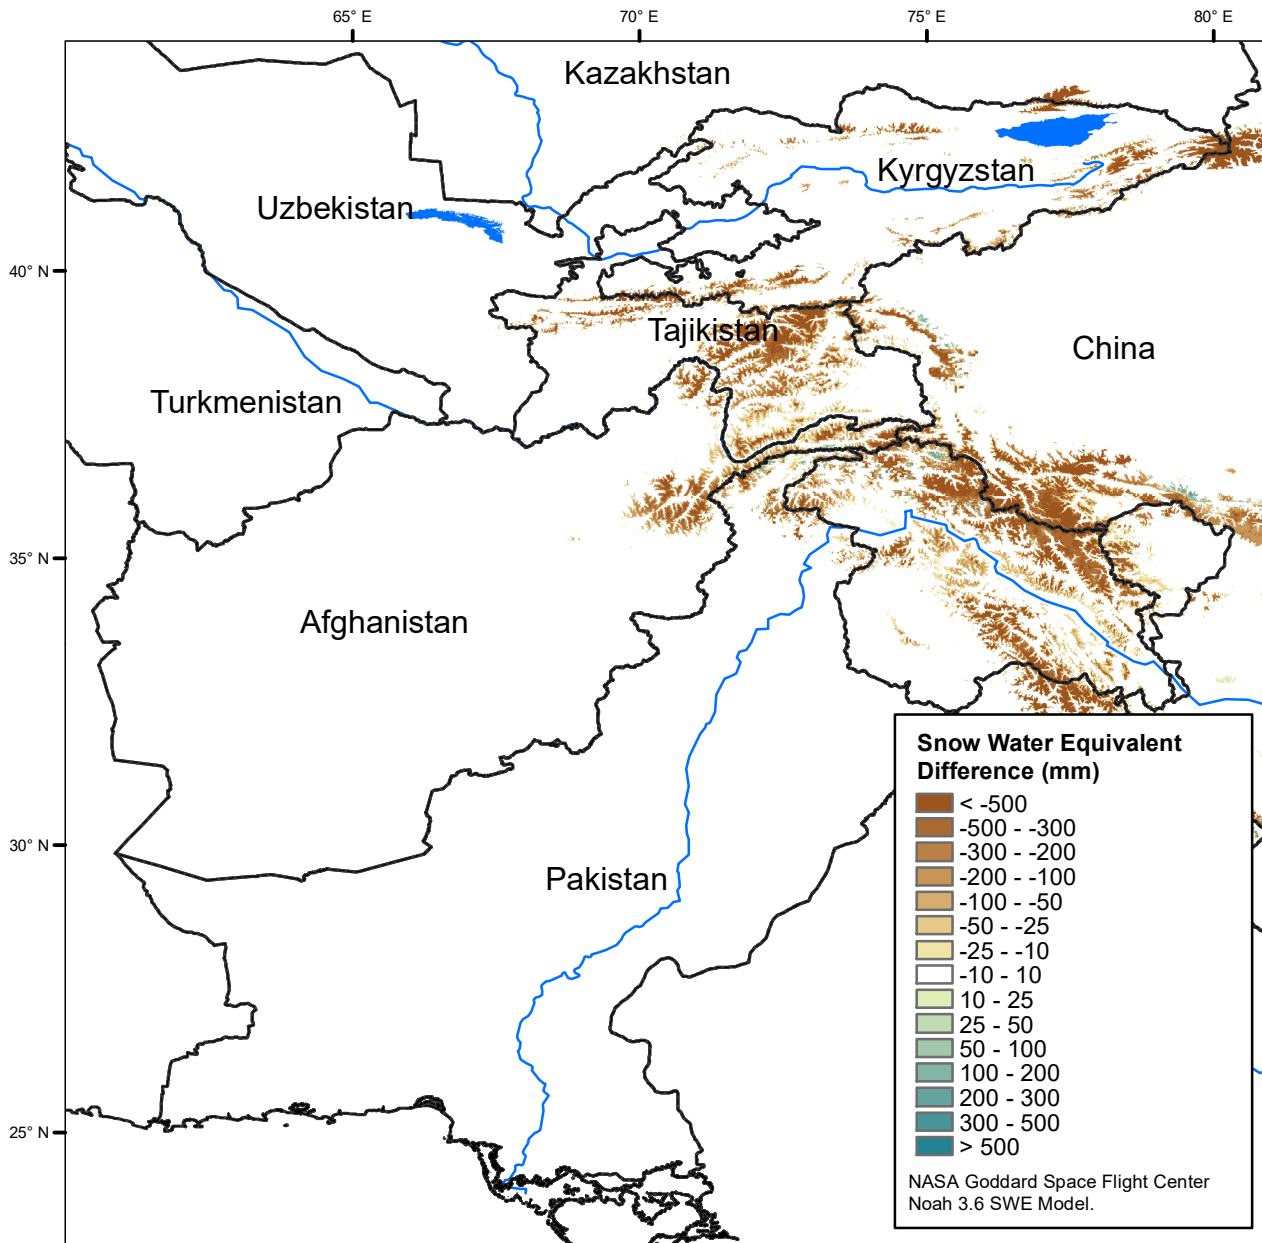 65° E
70° E
75° E
80° E
Kazakhstan
Kyrgyzstan
Uzbekistan
40° N
Tajikistan
China
Turkmenistan
35° N
Afghanistan
30° N
Pakistan
25° N
Snow Water Equivalent
Difference (mm)
< -500
-500 - -300
-300 - -200
-200 - -100
-100 - -50
-50 - -25
-25 - -10
-10 - 10
10 - 25
25 - 50
50 - 100
100 - 200
200 - 300
300 - 500
> 500
NASA Goddard Space Flight Center
Noah 3.6 SWE Model.